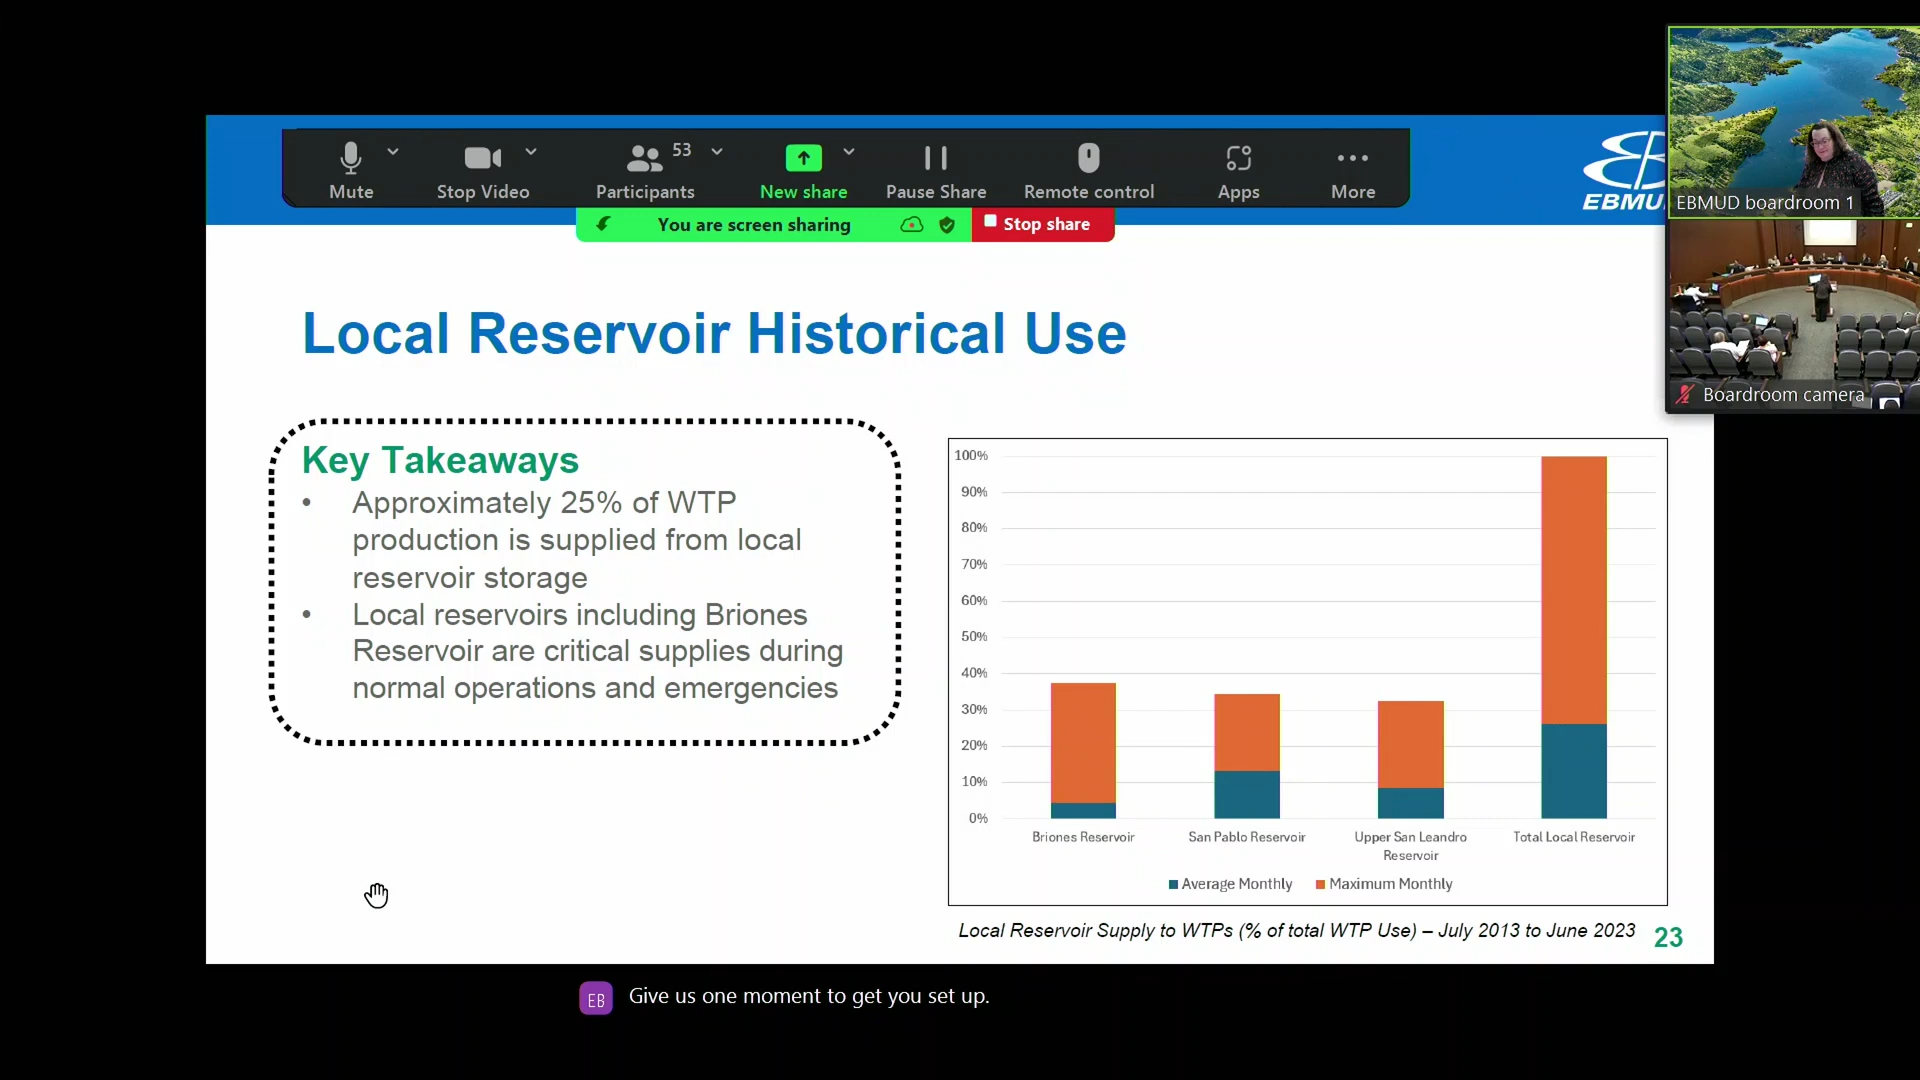 53
Mute
Stop Video
Participants
New share
Pause Share
Remote control
Apps
More
You are screen sharing
Stop share
EBMU
EBMUD boardroom 1
Boardroom camera
Local Reservoir Historical Use
Key Takeaways
• Approximately 25% of WTP
production is supplied from local
reservoir storage
• Local reservoirs including Briones
Reservoir are critical supplies during
normal operations and emergencies
100%
90%
80%
70%
60%
50%
40%
30%
20%
10%
0%
Briones Reservoir
San Pablo Reservoir
Upper San Leandro
Reservoir
Total Local Reservoir
Average Monthly
Maximum Monthly
Local Reservoir Supply to WTPs (% of total WTP Use) – July 2013 to June 2023
23
EB
Give us one moment to get you set up.